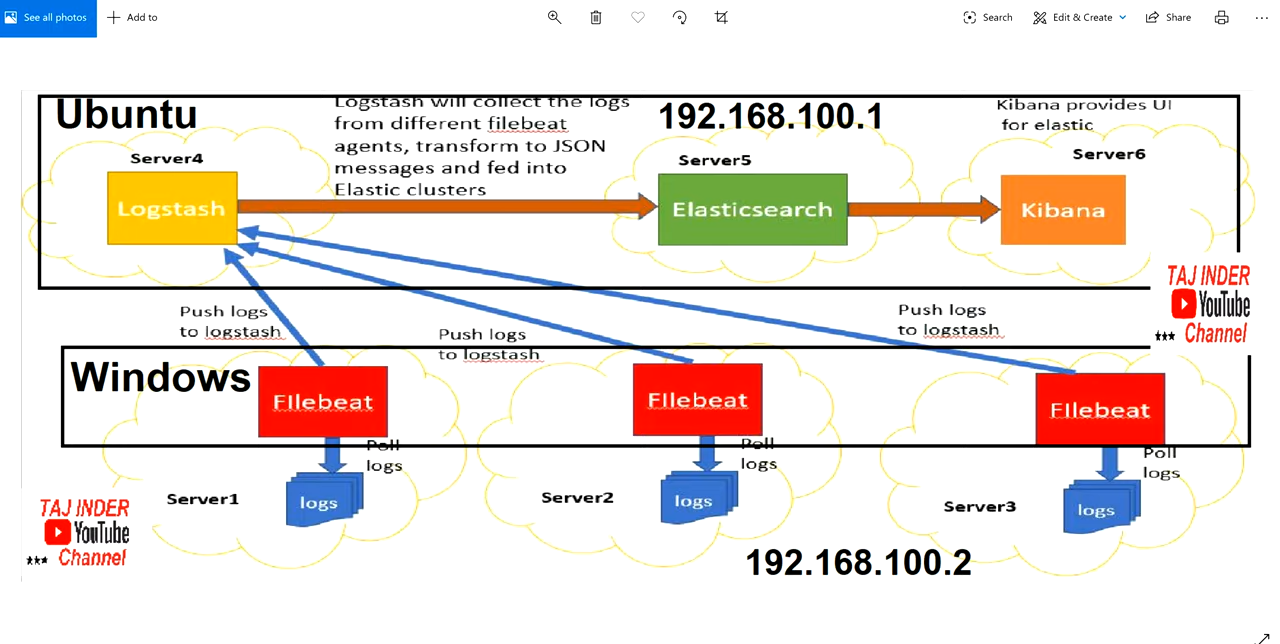 See all photos
Add to
Search
Edit & Create
Share
Ubuntu
Logstash will collect the logs
from different filebeat
agents, transform to JSON
messages and fed into
Elastic clusters
192.168.100.1
Kibana provides UI
for elastic
Server4
Server5
Server6
Logstash
Elasticsearch
Kibana
TAJ INDER
YouTube
*** Channel
Push logs
to logstash
Push logs
to logstash
Push logs
to logstash
Windows
FIlebeat
FIlebeat
FIlebeat
Poll
logs
Poll
logs
Poll
logs
Server1
logs
Server2
logs
Server3
logs
TAJ INDER
YouTube
*** Channel
192.168.100.2